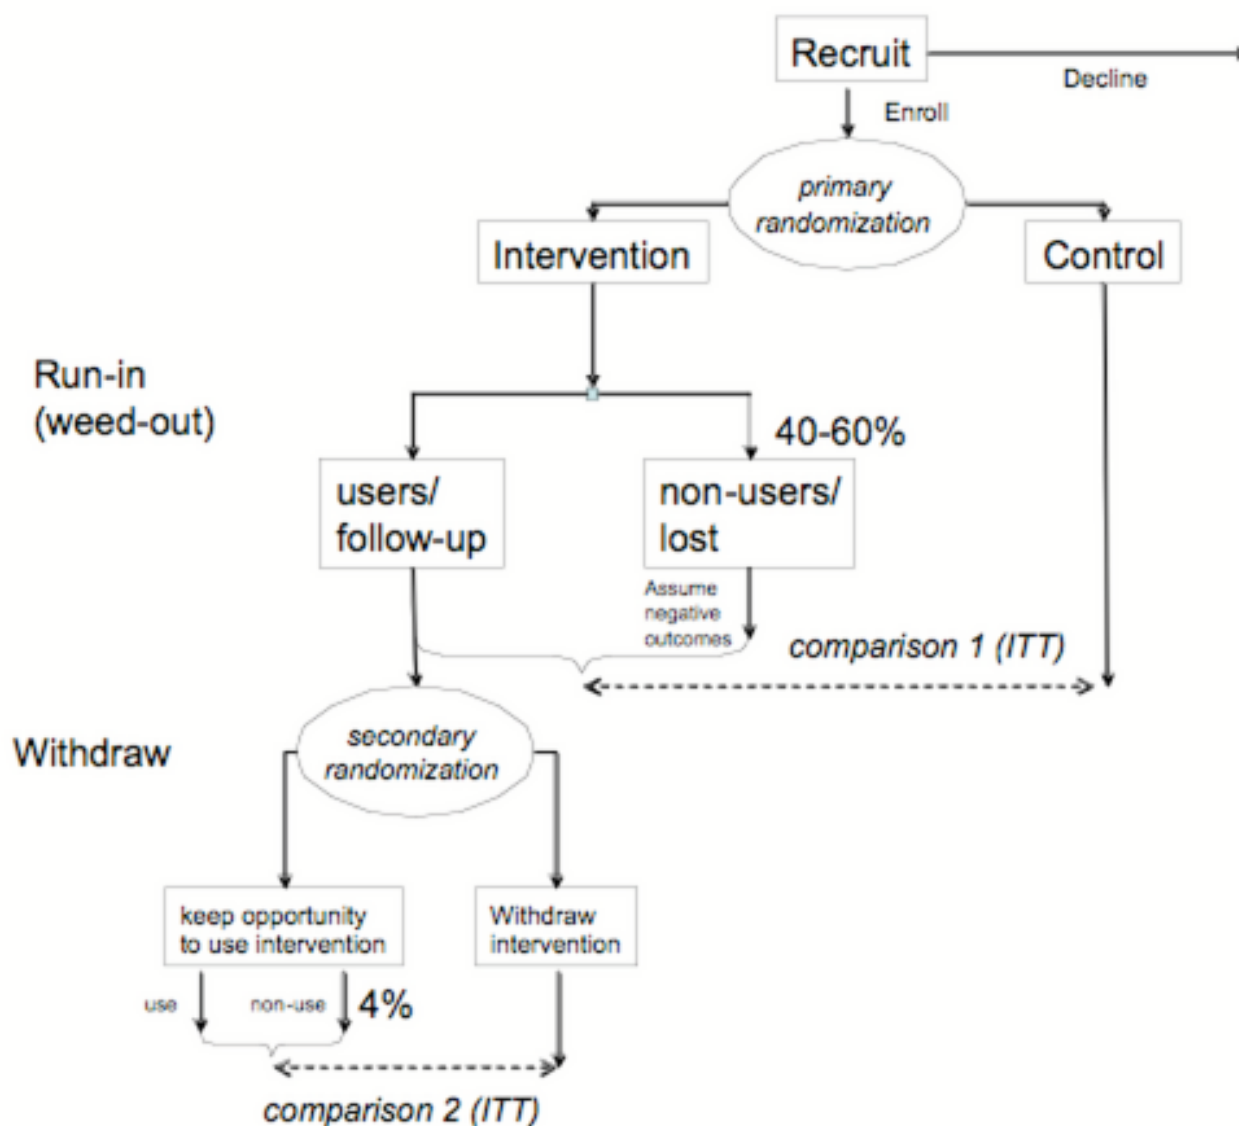 Recruit
Decline
Enroll
primary
randomization
Intervention
Control
Run-in
(weed-out)
40-60%
users/
follow-up
non-users/
lost
Assume
negative
outcomes
comparison 1 (ITT)
Withdraw
secondary
randomization
keep opportunity
to use intervention
Withdraw
intervention
use
non-use
4%
comparison 2 (ITT)